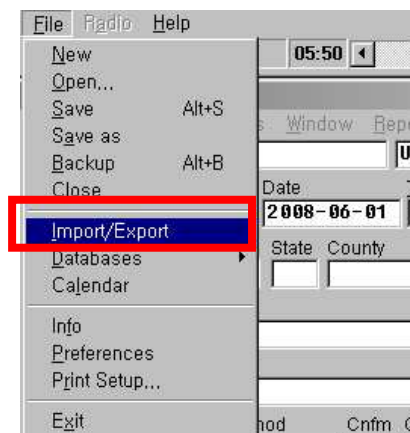 File Radio Help
New
05:50
Open...
Save Alt+S
Save as
Window
Backup Alt+B
Close
Date
2008-06-01
Import/Export
State County
Databases
Calendar
Info
Preferences
Print Setup...
Exit
Cnfm